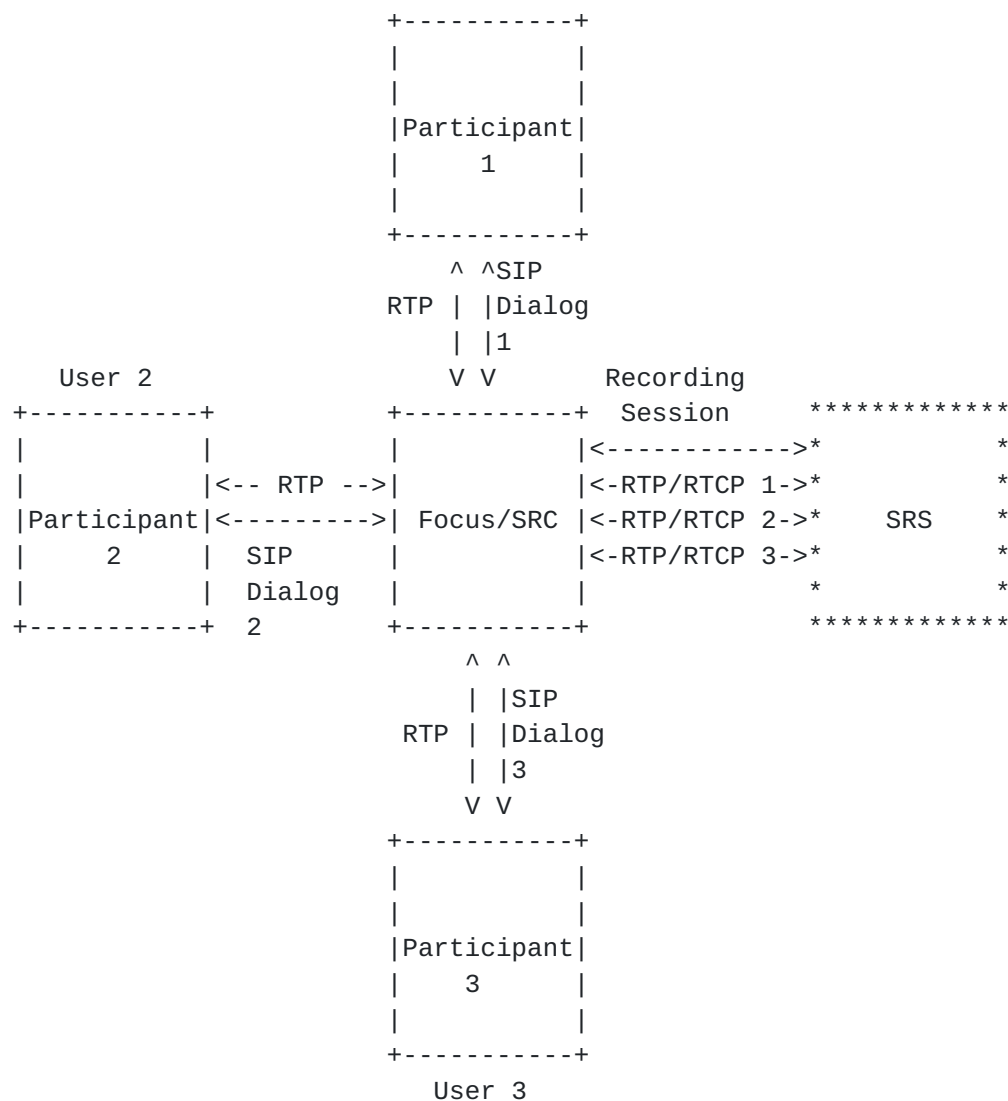 +-----------+
|           |
|           |
|Participant|
|     1     |
|           |
+-----------+
^ ^SIP
RTP | |Dialog
| |1
User 2 V V Recording
+-----------+ +-----------+ Session *************
| | | |<------------>* *
| |<-- RTP -->| |<-RTP/RTCP 1->* *
|Participant|<--------->| Focus/SRC |<-RTP/RTCP 2->* SRS *
| 2 | SIP | |<-RTP/RTCP 3->* *
| | Dialog | | * *
+-----------+ 2 +-----------+ *************
^ ^
| |SIP
RTP | |Dialog
| |3
V V
+-----------+
|           |
|           |
|Participant|
|    3      |
|           |
+-----------+
User 3